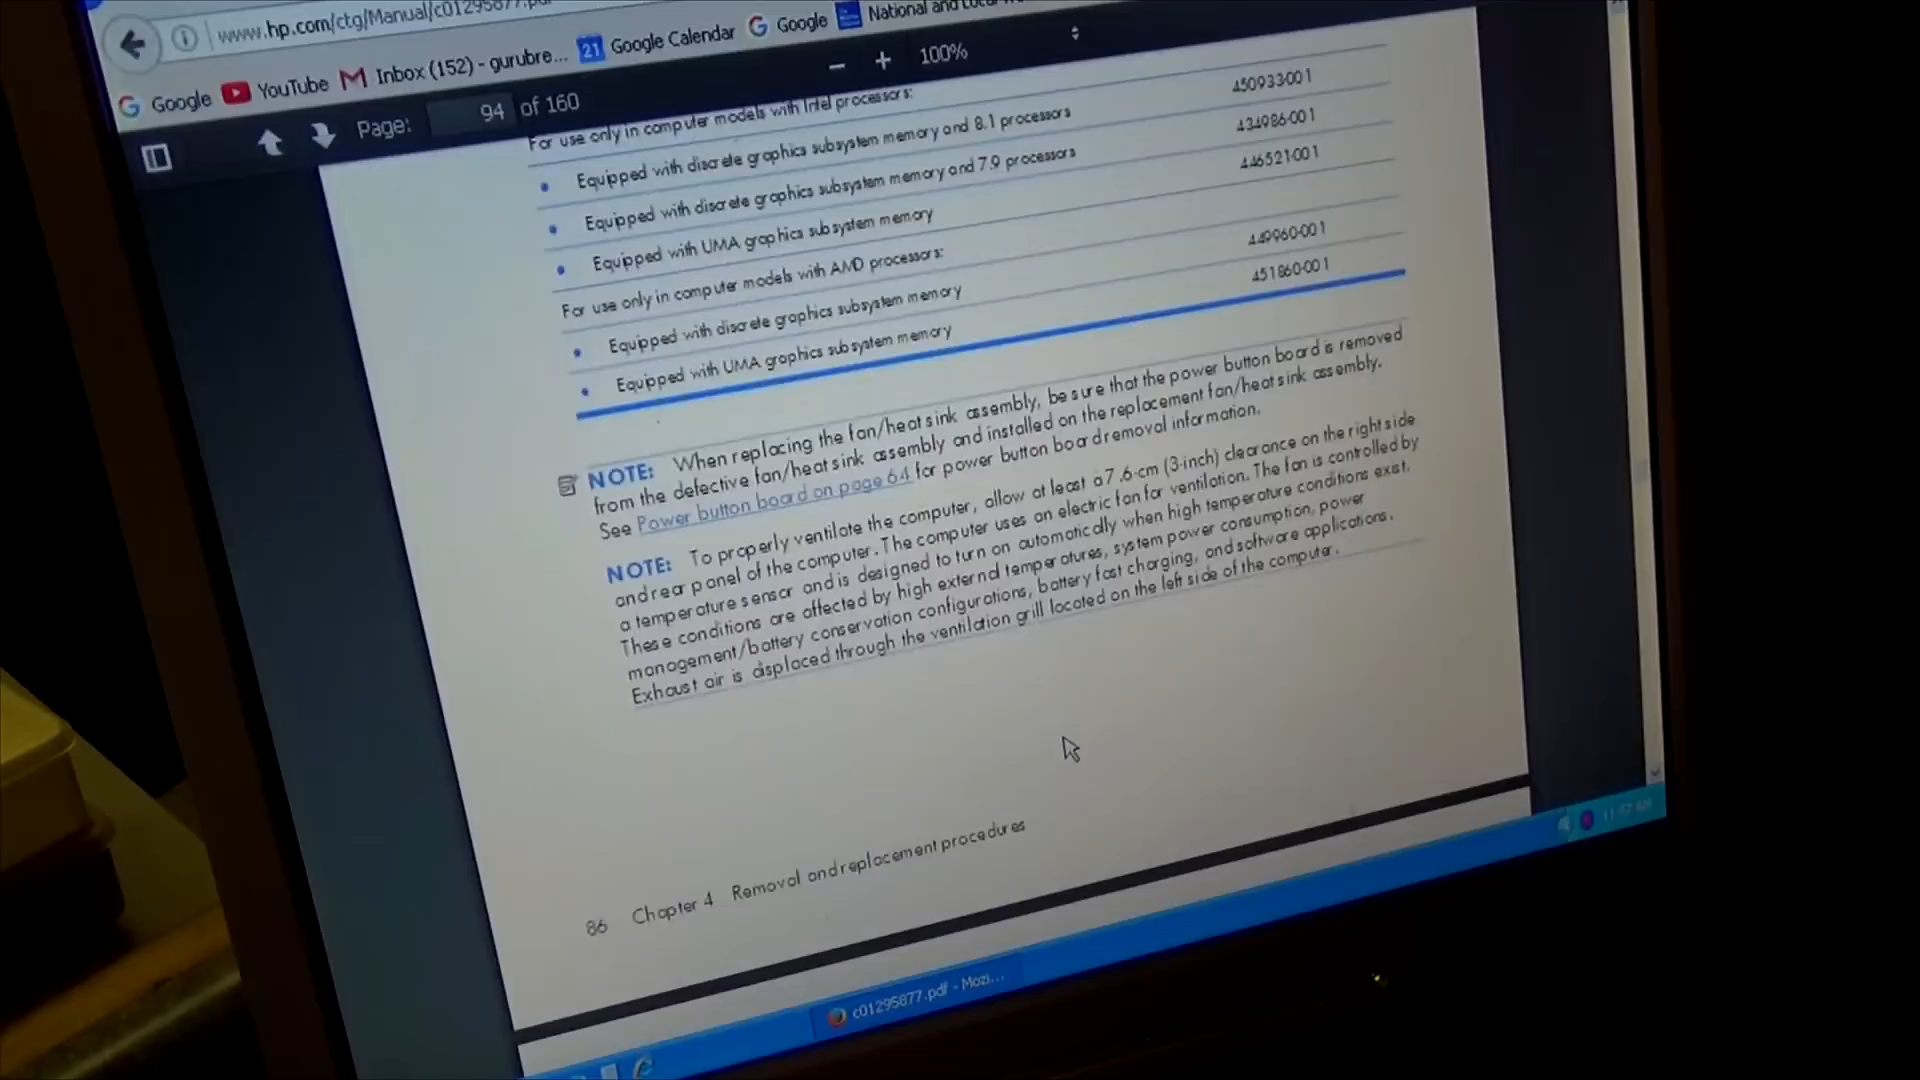 www.hp.com/ctg/Manual/c01295877.pdf
Google YouTube Inbox (152) - gurubre... Google Calendar Google National and
Page: 94 of 160 100%
For use only in computer models with Intel processors:
Equipped with discrete graphics subsystem memory and 8.1 processors 450933-001
Equipped with discrete graphics subsystem memory and 7.9 processors 434986-001
Equipped with UMA graphics subsystem memory 446521-001
For use only in computer models with AMD processors:
Equipped with discrete graphics subsystem memory 449960-001
Equipped with UMA graphics subsystem memory 451860-001
NOTE: When replacing the fan/heat sink assembly, be sure that the power button board is removed
from the defective fan/heat sink assembly and installed on the replacement fan/heat sink assembly.
See Power button board on page 64 for power button board removal information.
NOTE: To properly ventilate the computer, allow at least a 7.6-cm (3-inch) clearance on the right side
and rear panel of the computer. The computer uses an electric fan for ventilation. The fan is controlled by
a temperature sensor and is designed to turn on automatically when high temperature conditions exist.
These conditions are affected by high external temperatures, system power consumption, power
management/battery conservation configurations, battery fast charging, and software applications.
Exhaust air is displaced through the ventilation grill located on the left side of the computer.
86 Chapter 4 Removal and replacement procedures
c01295877.pdf - Mozi...